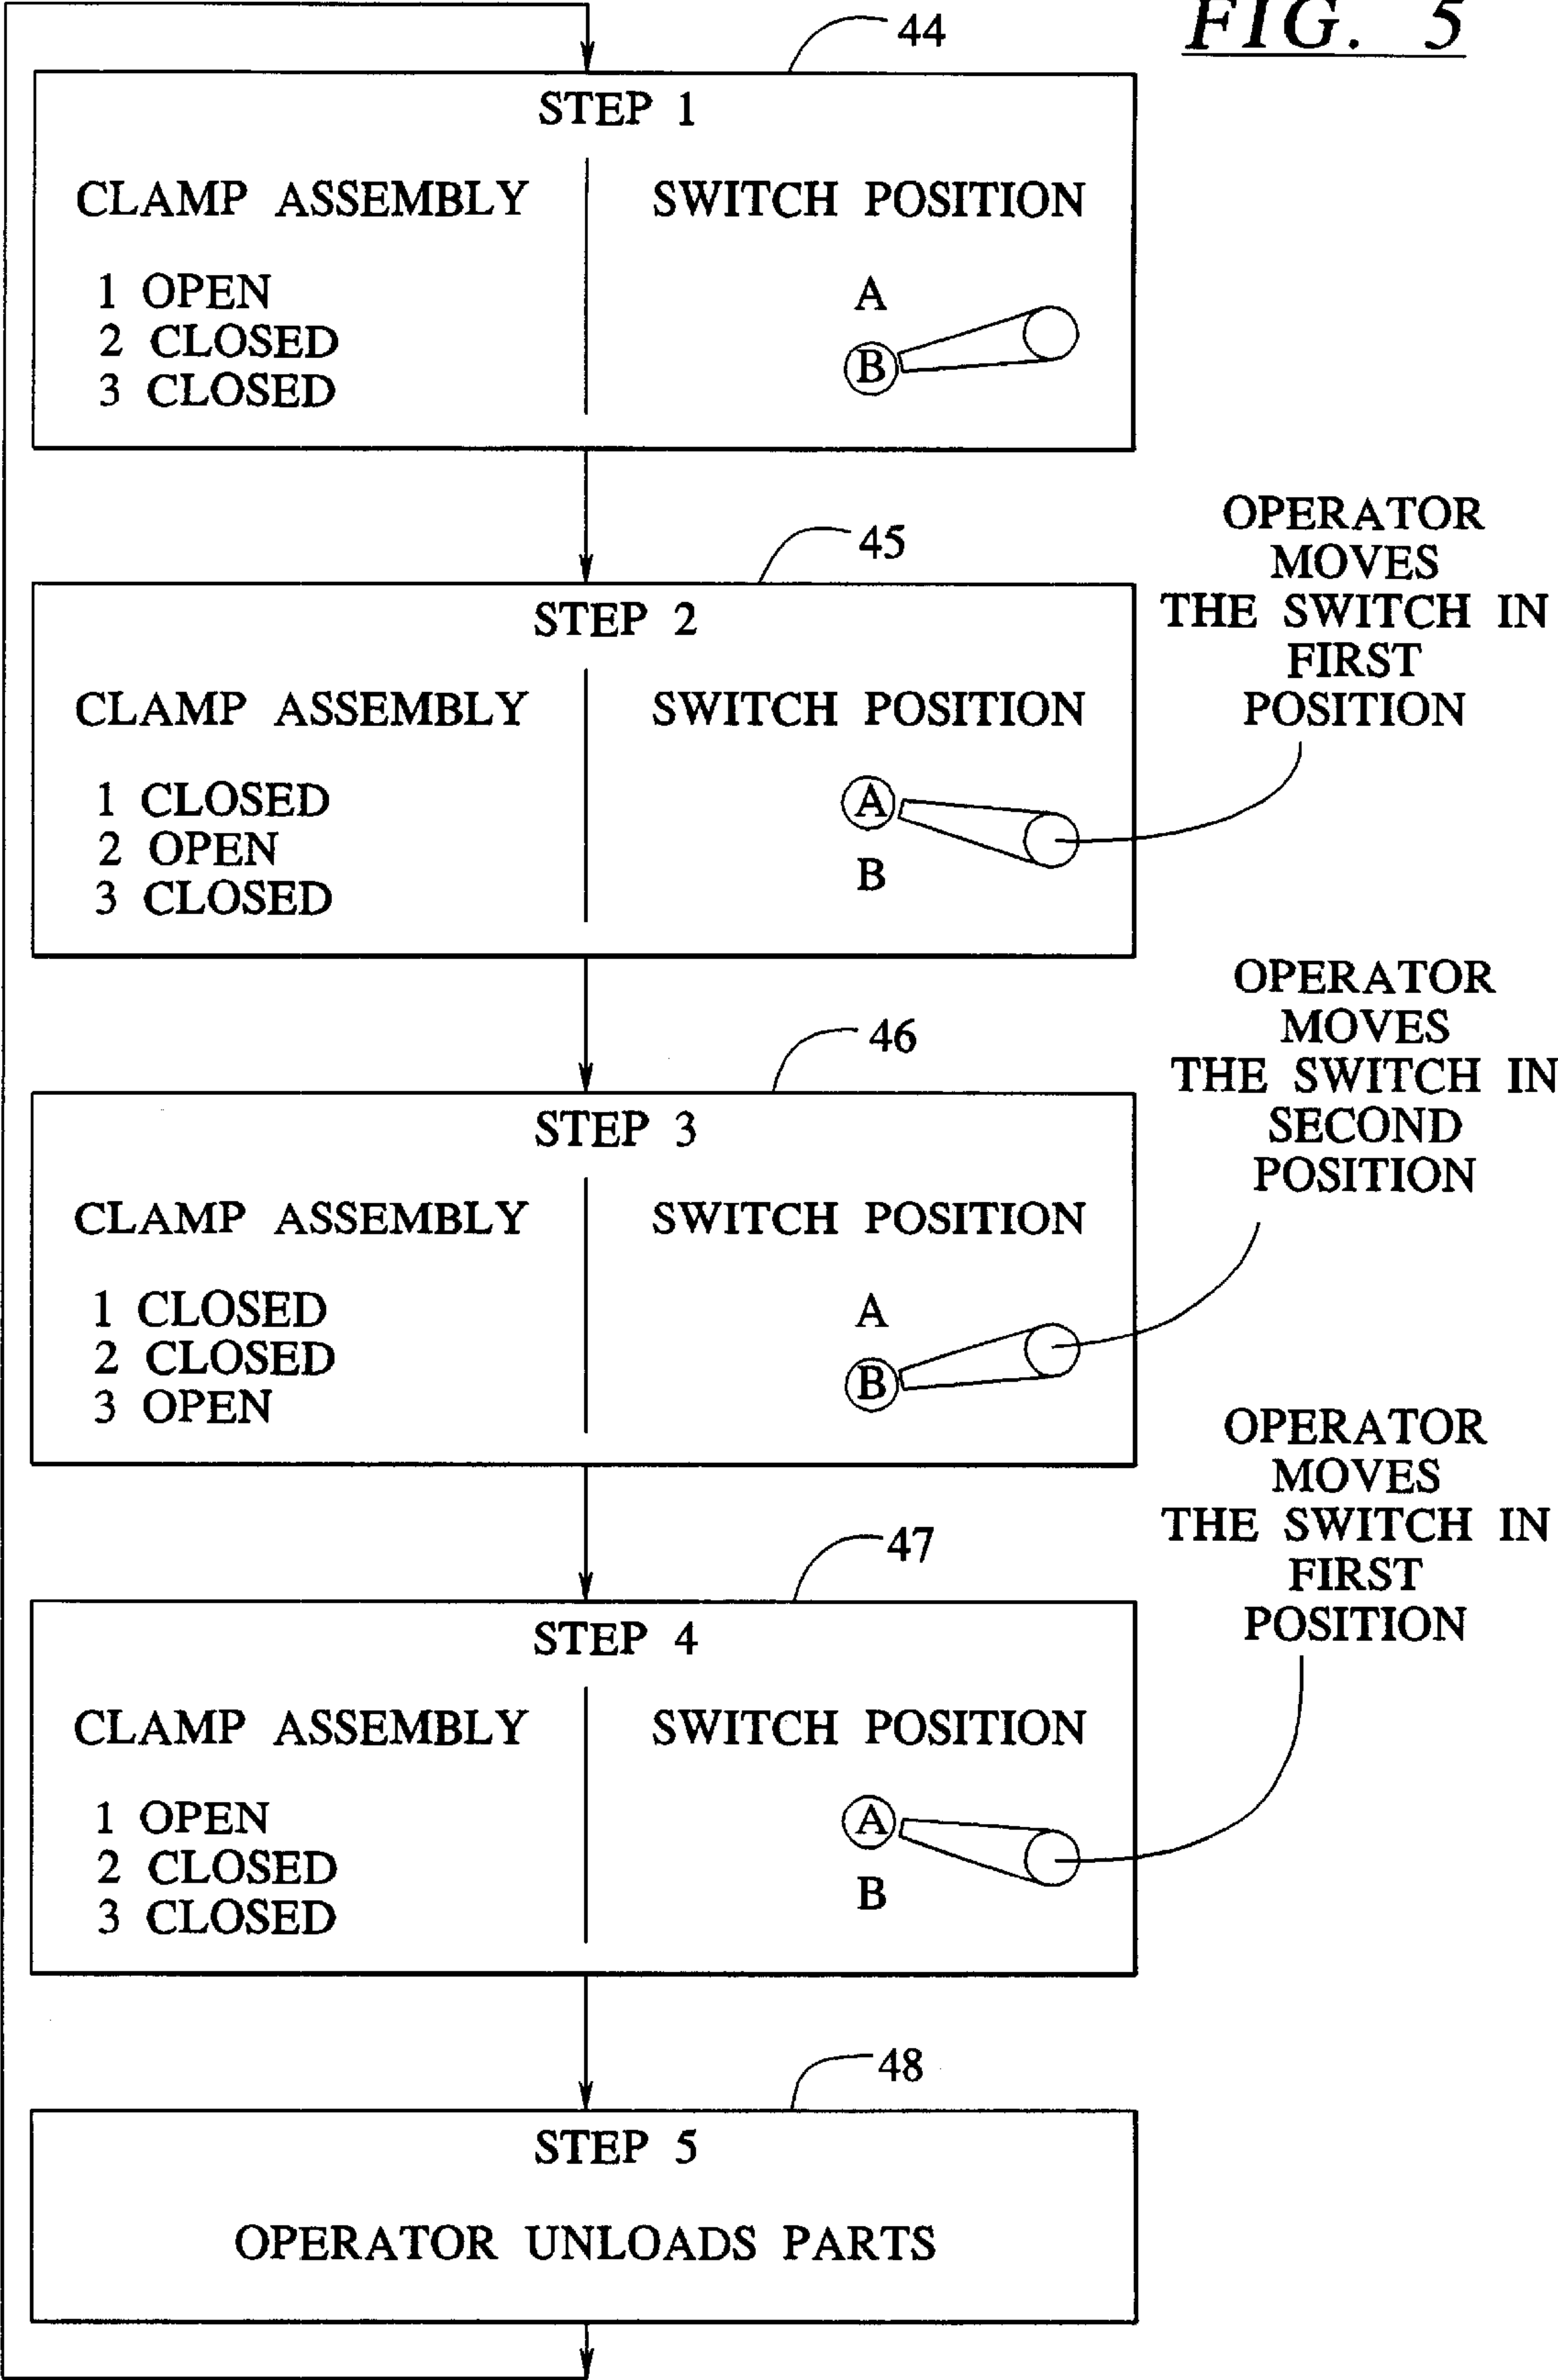 FIG. 5
44
STEP 1
CLAMP ASSEMBLY
SWITCH POSITION
1 OPEN
2 CLOSED
3 CLOSED
A
B
45
STEP 2
CLAMP ASSEMBLY
SWITCH POSITION
1 CLOSED
2 OPEN
3 CLOSED
A
B
OPERATOR
MOVES
THE SWITCH IN
FIRST
POSITION
46
STEP 3
CLAMP ASSEMBLY
SWITCH POSITION
1 CLOSED
2 CLOSED
3 OPEN
A
B
OPERATOR
MOVES
THE SWITCH IN
SECOND
POSITION
47
STEP 4
CLAMP ASSEMBLY
SWITCH POSITION
1 OPEN
2 CLOSED
3 CLOSED
A
B
OPERATOR
MOVES
THE SWITCH IN
FIRST
POSITION
48
STEP 5
OPERATOR UNLOADS PARTS